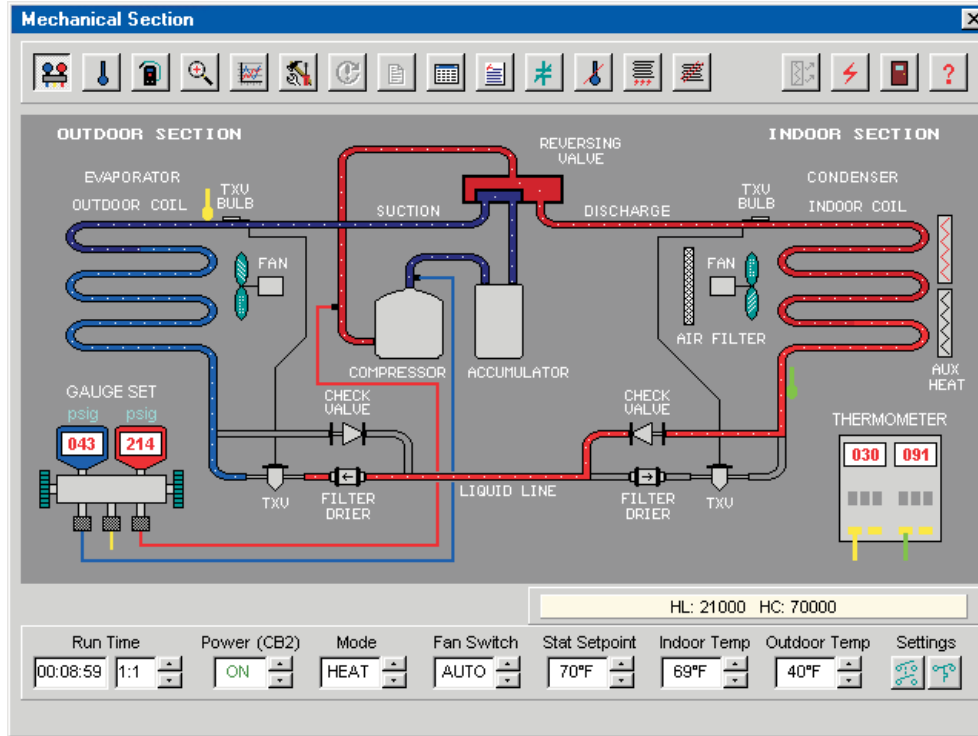 Mechanical Section
?
OUTDOOR SECTION
INDOOR SECTION
REVERSING
VALVE
EVAPORATOR
OUTDOOR COIL
TXV
BULB
SUCTION
DISCHARGE
TXV
BULB
CONDENSER
INDOOR COIL
FAN
FAN
AIR FILTER
COMPRESSOR
ACCUMULATOR
AUX
HEAT
GAUGE SET
psig psig
043 214
CHECK
VALVE
CHECK
VALVE
THERMOMETER
030 091
TXV
FILTER
DRIER
LIQUID LINE
FILTER
DRIER
TXV
HL: 21000 HC: 70000
Run Time
Power (CB2)
Mode
Fan Switch
Stat Setpoint
Indoor Temp
Outdoor Temp
Settings
00:08:59
1:1
ON
HEAT
AUTO
70°F
69°F
40°F